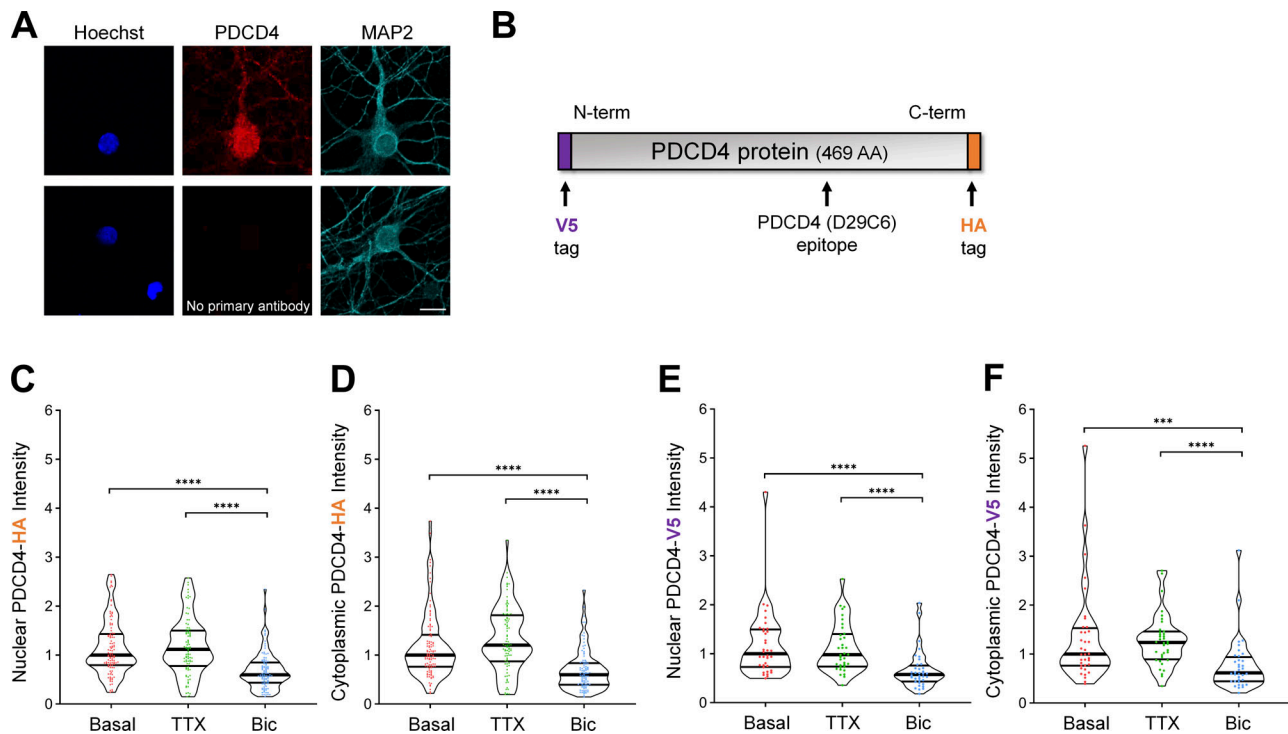 A
Hoechst
PDCD4
MAP2
No primary antibody
B
N-term
C-term
PDCD4 protein (469 AA)
V5
tag
PDCD4 (D29C6)
epitope
HA
tag
C
Nuclear PDCD4-HA Intensity
6
5
4
3
2
1
0
****
****
Basal
TTX
Bic
D
Cytoplasmic PDCD4-HA Intensity
6
5
4
3
2
1
0
****
****
Basal
TTX
Bic
E
Nuclear PDCD4-V5 Intensity
6
5
4
3
2
1
0
****
****
Basal
TTX
Bic
F
Cytoplasmic PDCD4-V5 Intensity
6
5
4
3
2
1
0
***
****
Basal
TTX
Bic